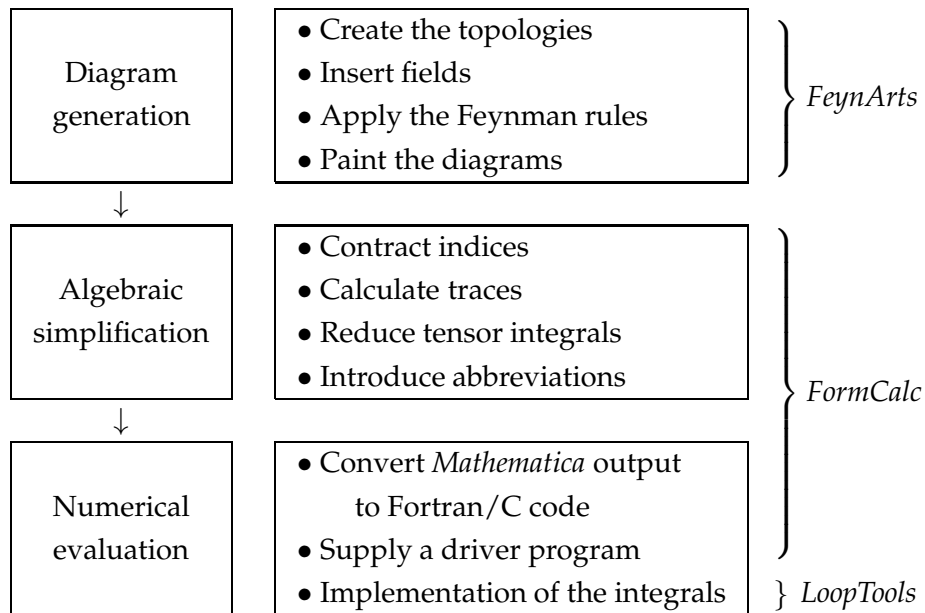 Diagram
generation
• Create the topologies
• Insert fields
• Apply the Feynman rules
• Paint the diagrams
} FeynArts
↓
Algebraic
simplification
• Contract indices
• Calculate traces
• Reduce tensor integrals
• Introduce abbreviations
} FormCalc
↓
Numerical
evaluation
• Convert Mathematica output
to Fortran/C code
• Supply a driver program
• Implementation of the integrals
} LoopTools